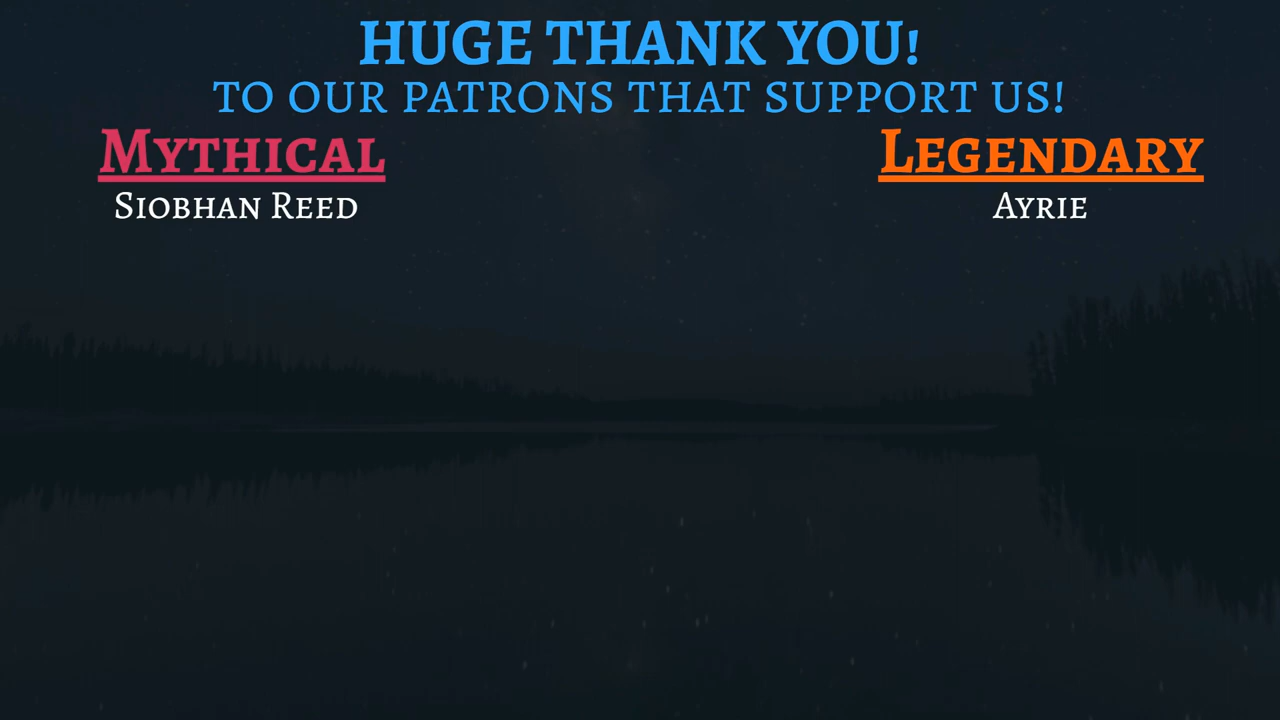 HUGE THANK YOU!
TO OUR PATRONS THAT SUPPORT US!
Mythical
Legendary
Siobhan Reed
Ayrie